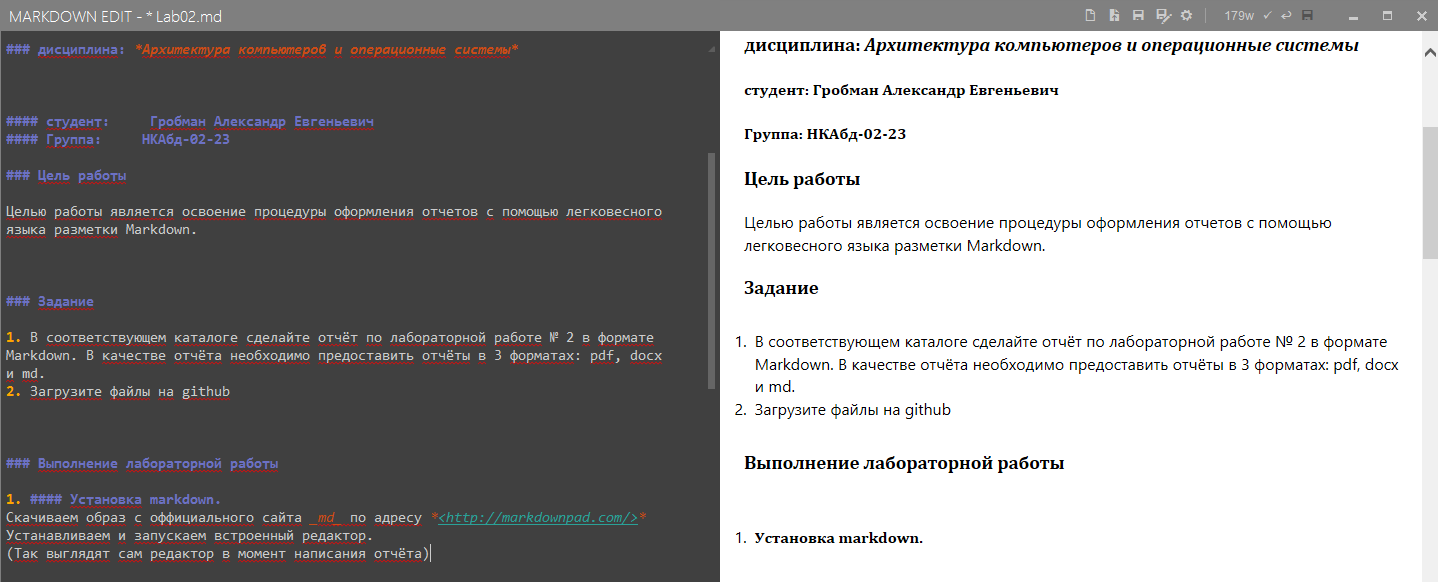 MARKDOWN EDIT - * Lab02.md
179w
### дисциплина: *Архитектура компьютеров и операционные системы*
#### студент: Гробман Александр Евгеньевич
#### Группа: НКАбд-02-23
### Цель работы
Целью работы является освоение процедуры оформления отчетов с помощью легковесного
языка разметки Markdown.
### Задание
1. В соответствующем каталоге сделайте отчёт по лабораторной работе № 2 в формате
Markdown. В качестве отчёта необходимо предоставить отчёты в 3 форматах: pdf, docx
и md.
2. Загрузите файлы на github
### Выполнение лабораторной работы
1. #### Установка markdown.
Скачиваем образ с оффициального сайта _md_ по адресу *<http://markdownpad.com/>*
Устанавливаем и запускаем встроенный редактор.
(Так выглядят сам редактор в момент написания отчёта)
дисциплина: Архитектура компьютеров и операционные системы
студент: Гробман Александр Евгеньевич
Группа: НКАбд-02-23
Цель работы
Целью работы является освоение процедуры оформления отчетов с помощью
легковесного языка разметки Markdown.
Задание
1. В соответствующем каталоге сделайте отчёт по лабораторной работе № 2 в формате
Markdown. В качестве отчёта необходимо предоставить отчёты в 3 форматах: pdf, docx
и md.
2. Загрузите файлы на github
Выполнение лабораторной работы
1. Установка markdown.